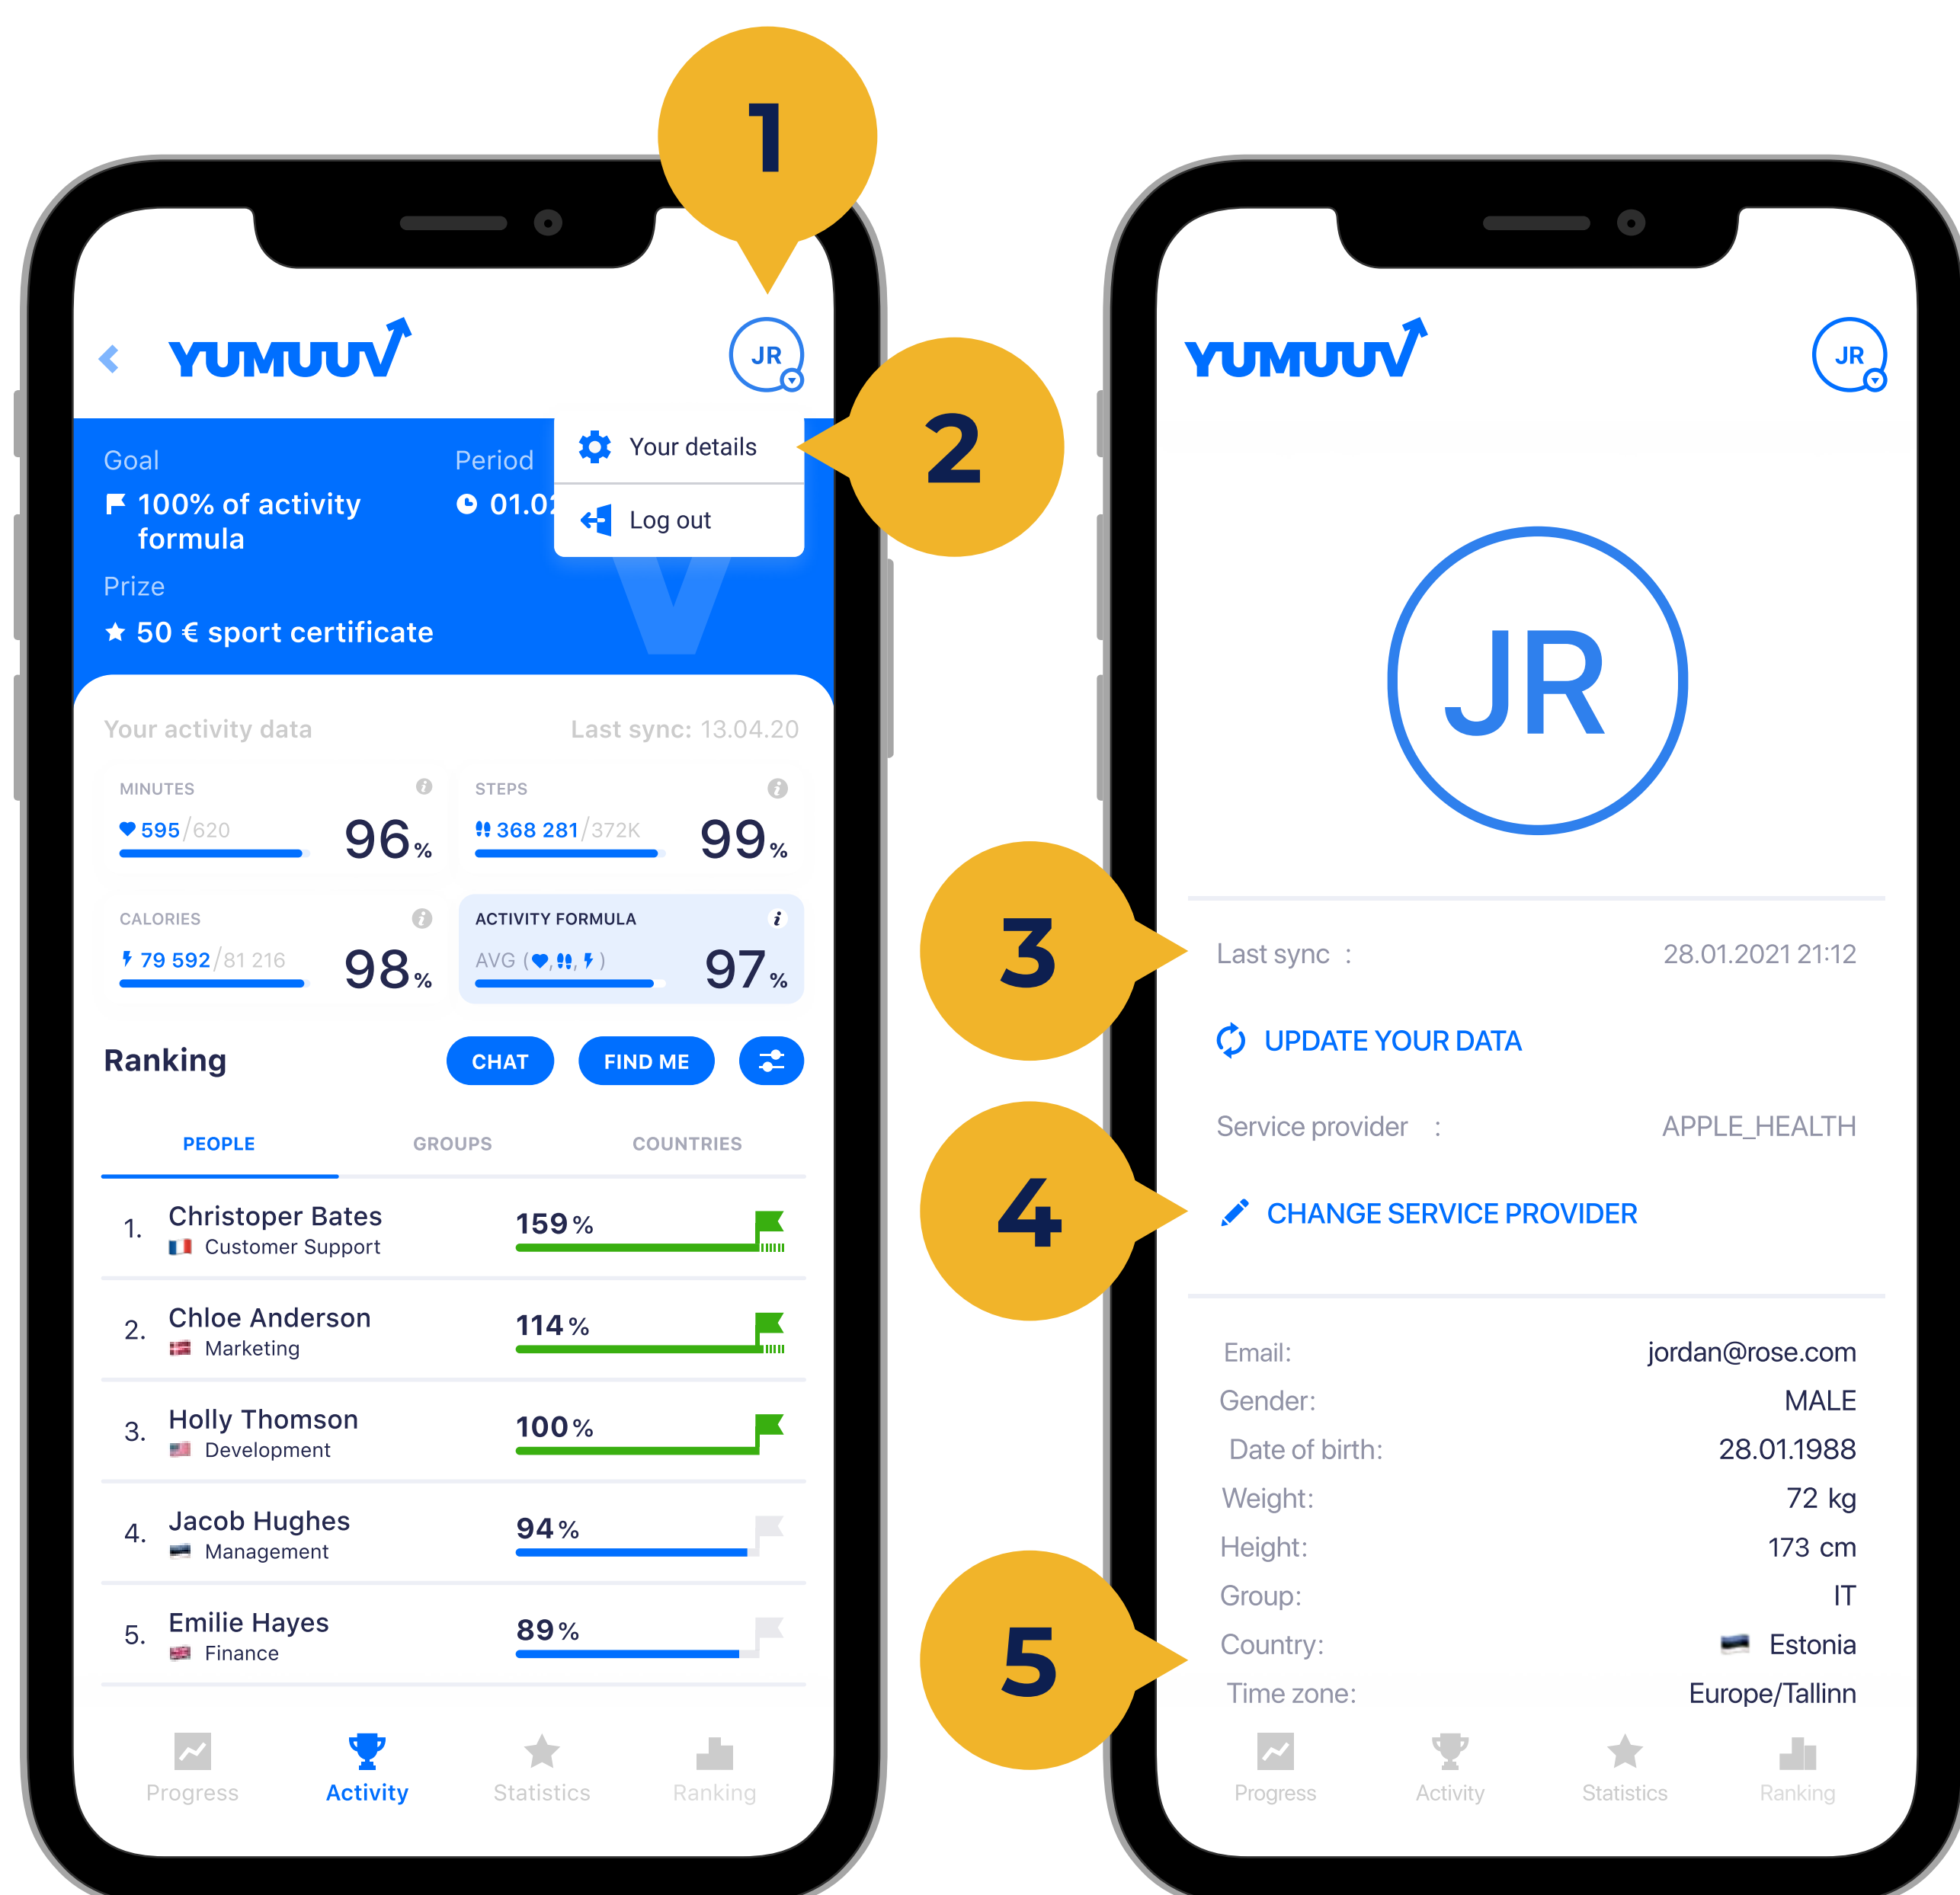 1
YUMUUV
JR
2
Your details
Log out
Goal
Period
100% of activity
formula
01.02
Prize
50 € sport certificate
Your activity data
Last sync: 13.04.20
MINUTES
595/620
96%
STEPS
368 281/372K
99%
CALORIES
79 592/81 216
98%
ACTIVITY FORMULA
AVG ( , , )
97%
Ranking
CHAT
FIND ME
PEOPLE
GROUPS
COUNTRIES
1. Christoper Bates
Customer Support
159%
2. Chloe Anderson
Marketing
114%
3. Holly Thomson
Development
100%
4. Jacob Hughes
Management
94%
5. Emilie Hayes
Finance
89%
Progress
Activity
Statistics
Ranking
YUMUUV
JR
JR
3
Last sync : 28.01.2021 21:12
UPDATE YOUR DATA
Service provider : APPLE_HEALTH
4
CHANGE SERVICE PROVIDER
Email: jordan@rose.com
Gender: MALE
Date of birth: 28.01.1988
Weight: 72 kg
Height: 173 cm
Group: IT
5
Country: Estonia
Time zone: Europe/Tallinn
Progress
Activity
Statistics
Ranking